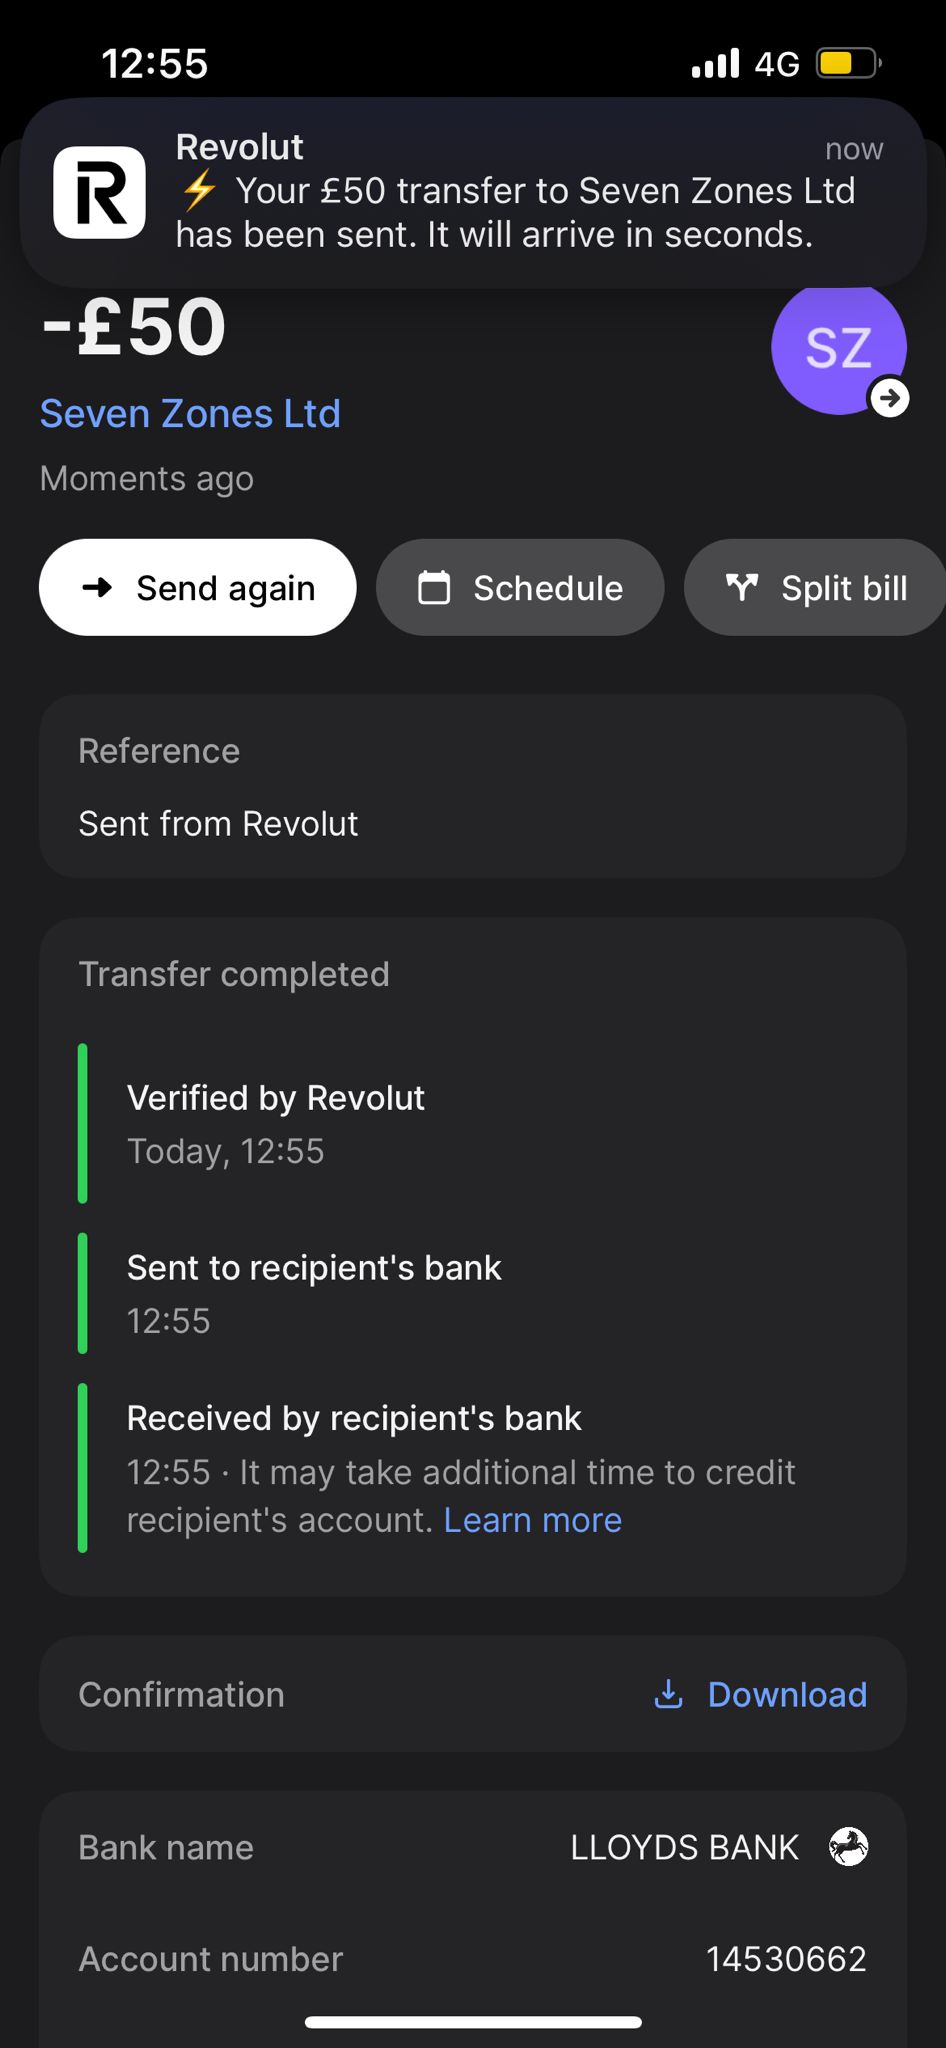 12:55
4G
Revolut
now
⚡ Your £50 transfer to Seven Zones Ltd
has been sent. It will arrive in seconds.
-£50
SZ
Seven Zones Ltd
Moments ago
Send again
Schedule
Split bill
Reference
Sent from Revolut
Transfer completed
Verified by Revolut
Today, 12:55
Sent to recipient's bank
12:55
Received by recipient's bank
12:55 · It may take additional time to credit
recipient's account. Learn more
Confirmation
Download
Bank name
LLOYDS BANK
Account number
14530662